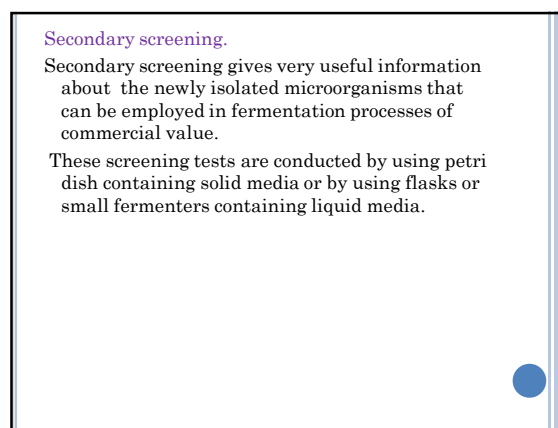 Secondary screening.
Secondary screening gives very useful information
about the newly isolated microorganisms that
can be employed in fermentation processes of
commercial value.
These screening tests are conducted by using petri
dish containing solid media or by using flasks or
small fermenters containing liquid media.